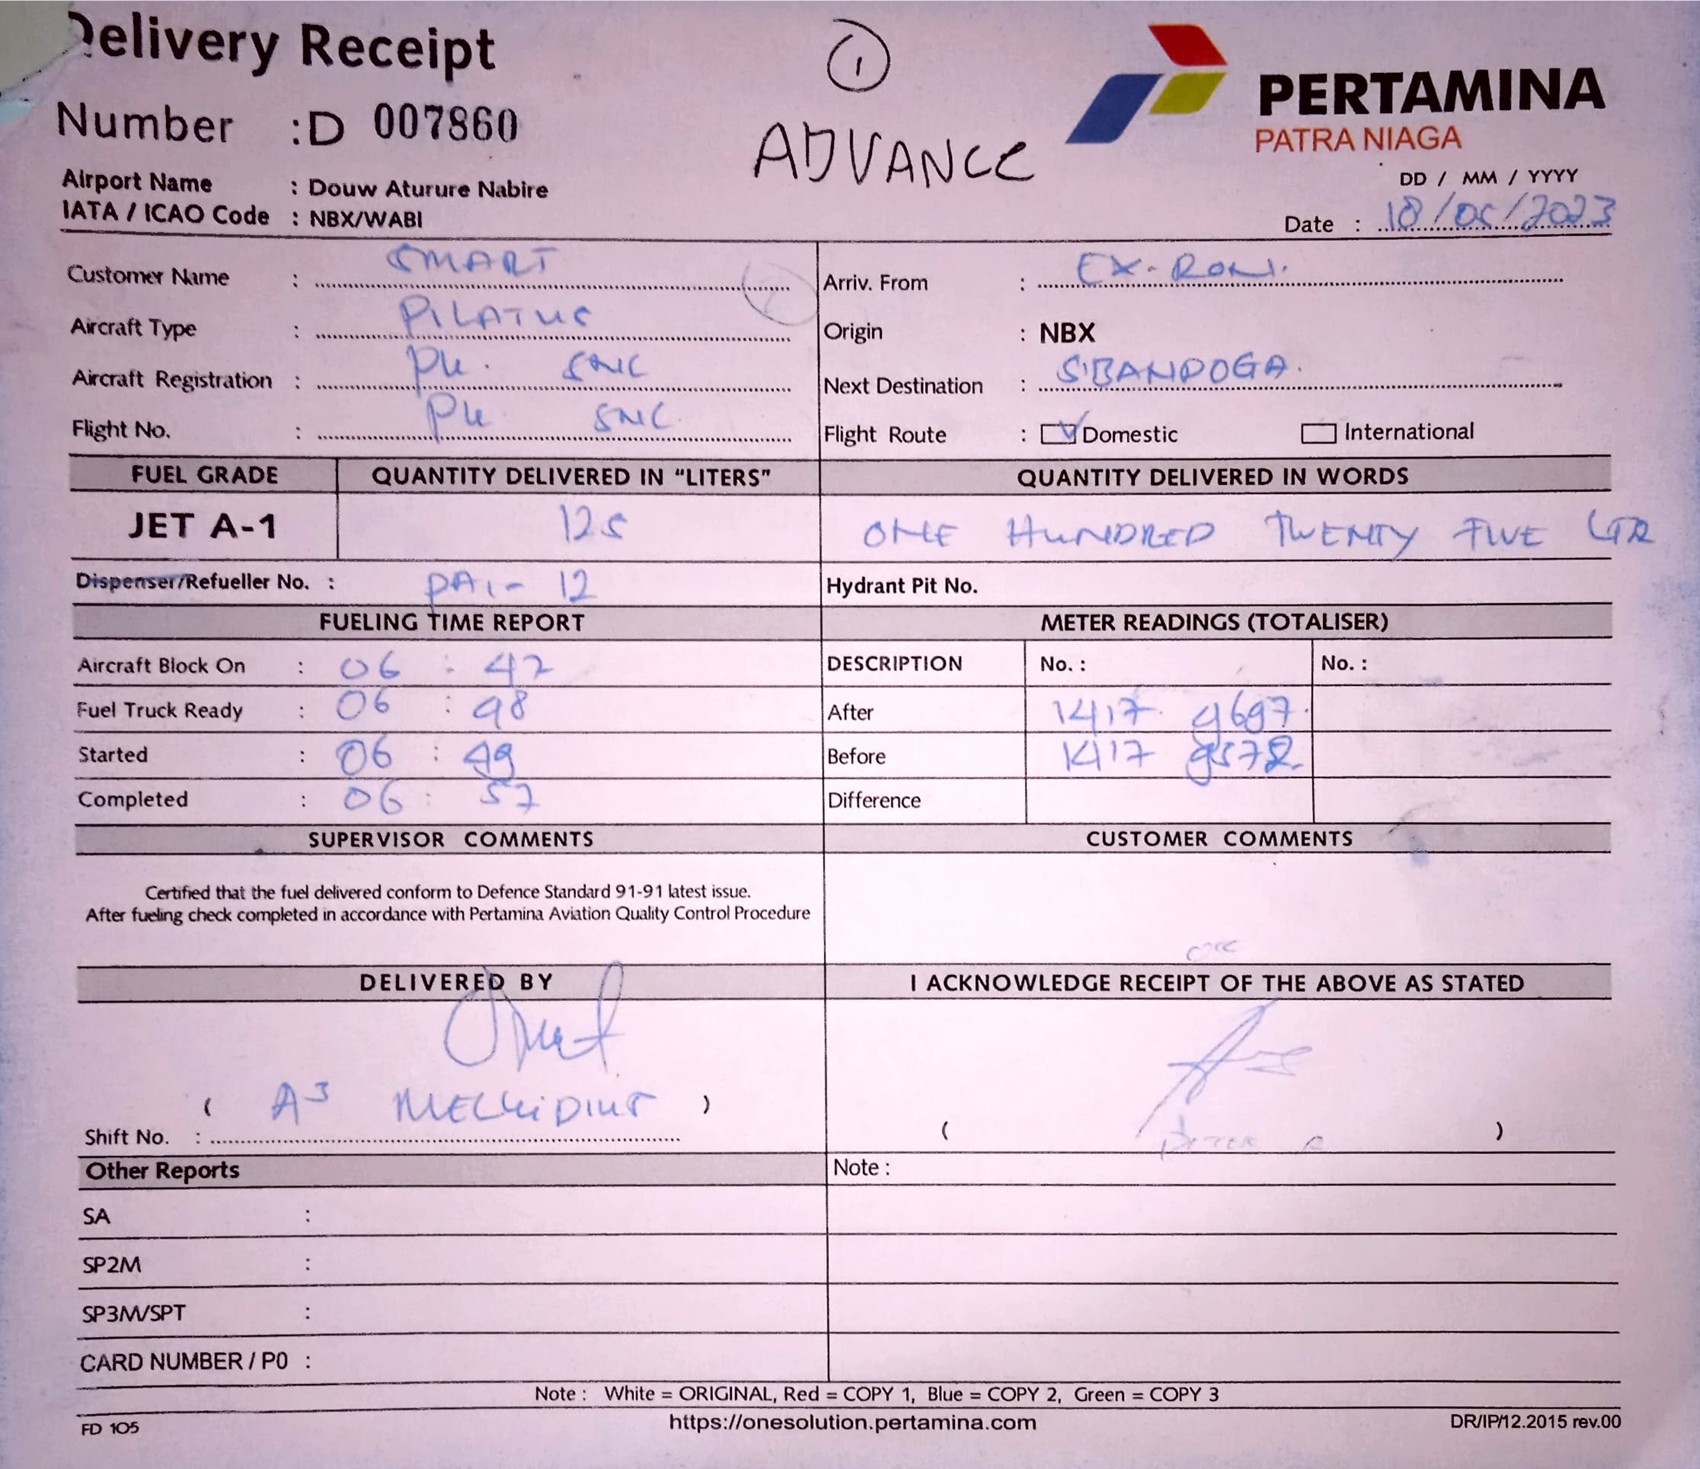 Delivery Receipt
1
ADVANCE
PERTAMINA
PATRA NIAGA
Number : D 007860
Airport Name : Douw Aturure Nabire
IATA / ICAO Code : NBX/WABI
DD / MM / YYYY
Date : 18/05/2023
Customer Name : SMART
Arriv. From : EX-
Aircraft Type : PILATUS
Origin : NBX
Aircraft Registration : PK. SNC
Next Destination :
Flight No. : PK SNC
Flight Route : Domestic International
FUEL GRADE QUANTITY DELIVERED IN "LITERS" QUANTITY DELIVERED IN WORDS
JET A-1 125 ONE HUNDRED TWENTY FIVE LTR
Dispenser/Refueller No. : 12
Hydrant Pit No.
FUELING TIME REPORT METER READINGS (TOTALISER)
Aircraft Block On : 06 : 47
DESCRIPTION No. : No. :
Fuel Truck Ready : 06 : 48
After 1417 9697
Started : 06 : 49
Before 1417 9572
Completed : 06 : 57
Difference
SUPERVISOR COMMENTS CUSTOMER COMMENTS
Certified that the fuel delivered conform to Defence Standard 91-91 latest issue.
After fueling check completed in accordance with Pertamina Aviation Quality Control Procedure
DELIVERED BY I ACKNOWLEDGE RECEIPT OF THE ABOVE AS STATED
( )
Shift No. :
( )
Other Reports Note :
SA :
SP2M :
SP3M/SPT :
CARD NUMBER / PO :
Note : White = ORIGINAL, Red = COPY 1, Blue = COPY 2, Green = COPY 3
FD 105 https://onesolution.pertamina.com DR/IP/12.2015 rev.00